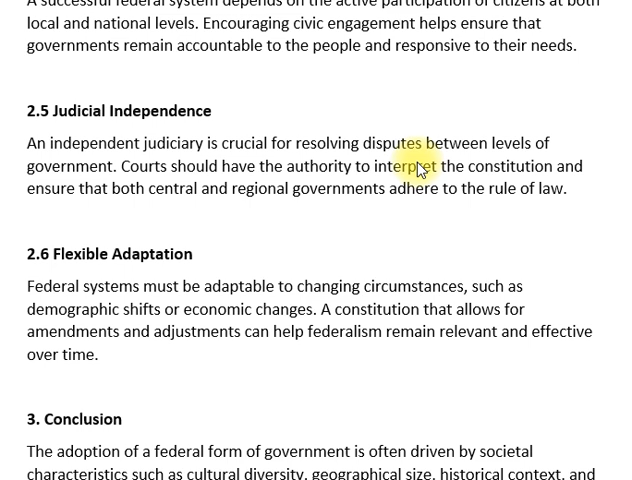 A successful federal system depends on the active participation of citizens at both
local and national levels. Encouraging civic engagement helps ensure that
governments remain accountable to the people and responsive to their needs.
2.5 Judicial Independence
An independent judiciary is crucial for resolving disputes between levels of
government. Courts should have the authority to interpret the constitution and
ensure that both central and regional governments adhere to the rule of law.
2.6 Flexible Adaptation
Federal systems must be adaptable to changing circumstances, such as
demographic shifts or economic changes. A constitution that allows for
amendments and adjustments can help federalism remain relevant and effective
over time.
3. Conclusion
The adoption of a federal form of government is often driven by societal
characteristics such as cultural diversity, geographical size, historical context, and